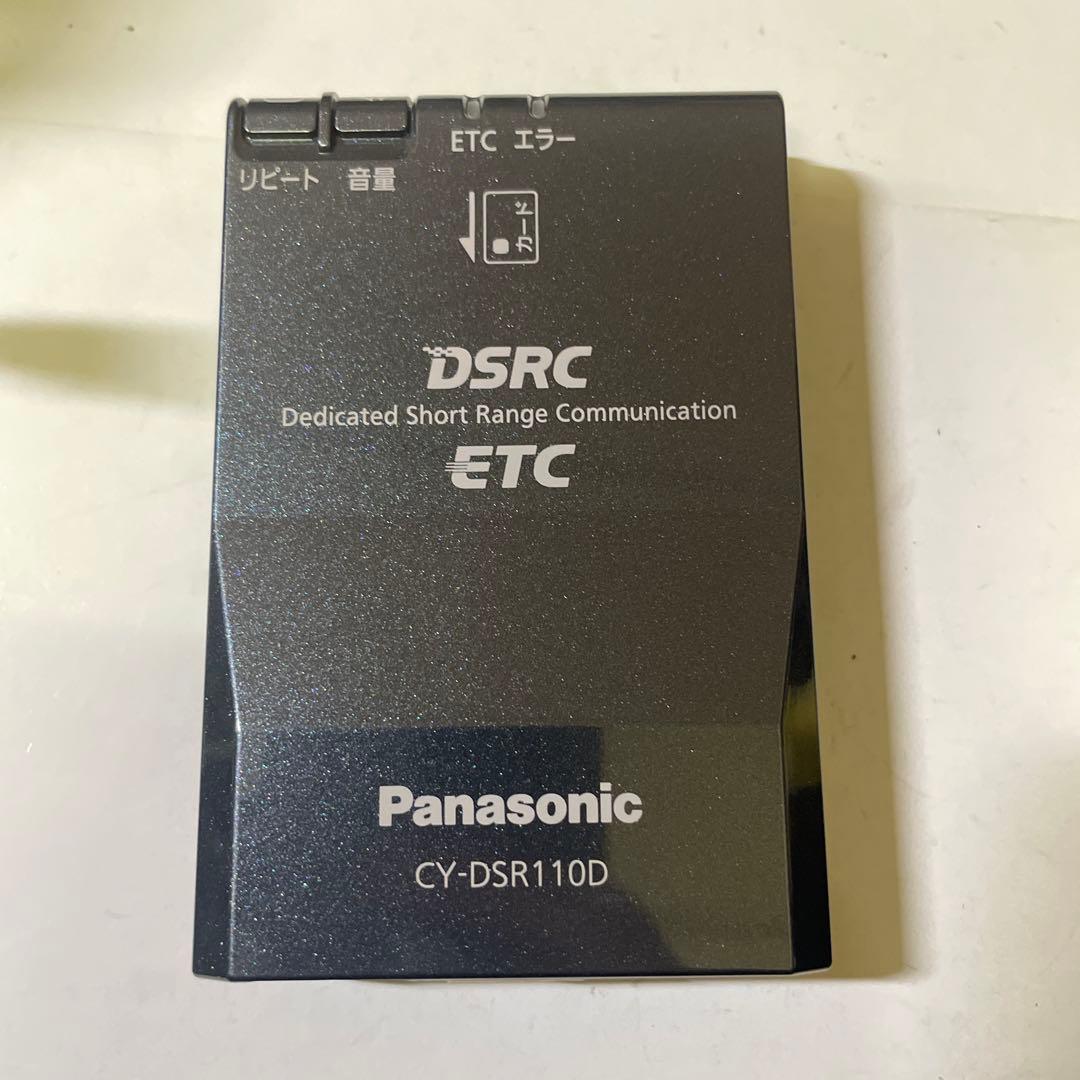 ETC エラー
リピート 音量
カード
DSRC
Dedicated Short Range Communication
ETC
Panasonic
CY-DSR110D